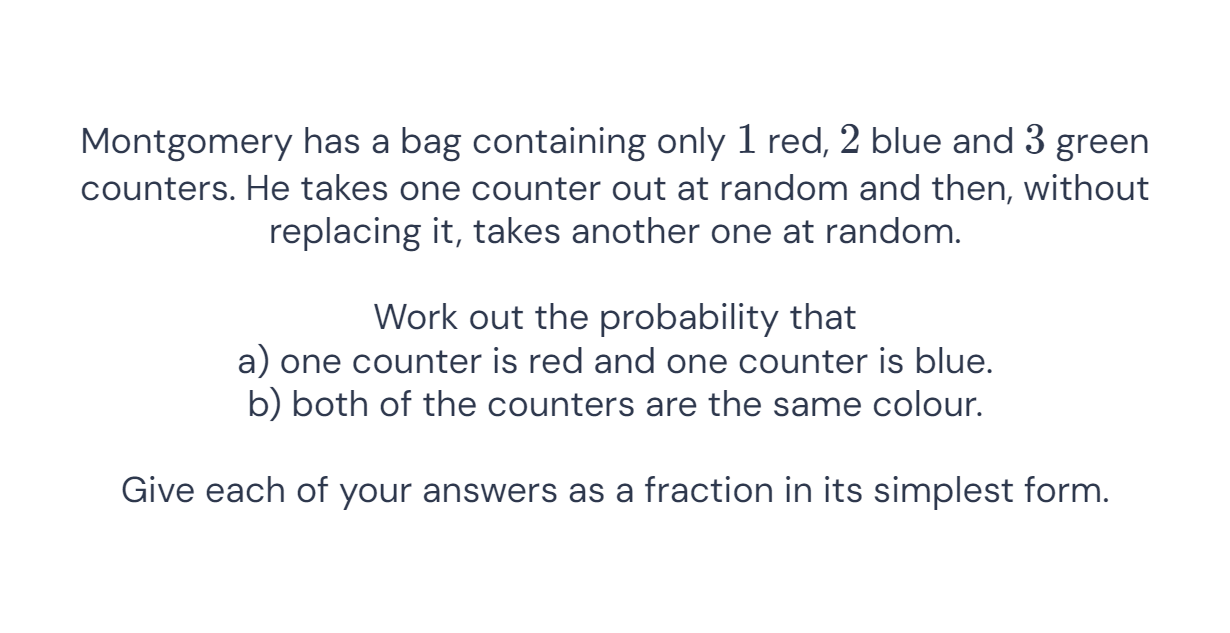 Montgomery has a bag containing only 1 red, 2 blue and 3 green
counters. He takes one counter out at random and then, without
replacing it, takes another one at random.
Work out the probability that
a) one counter is red and one counter is blue.
b) both of the counters are the same colour.
Give each of your answers as a fraction in its simplest form.